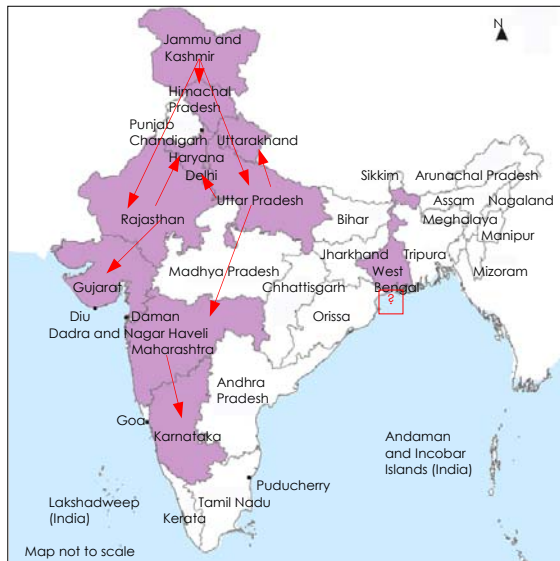 N
Jammu and
Kashmir
Himachal
Pradesh
Punjab
Chandigarh
Uttarakhand
Haryana
Delhi
Sikkim
Arunachal Pradesh
Uttar Pradesh
Assam
Nagaland
Rajasthan
Bihar
Meghdalaya
Manipur
Jharkhand
Tripura
Madhya Pradesh
West
Bengal
Mizoram
Gujarat
Chhattisgarh
?
Diu
Daman
Orissa
Dadra and Nagar Haveli
Maharashtra
Andhra
Pradesh
Goa
Karnataka
Andaman
and Incobar
Islands (India)
Puducherry
Lakshadweep
(India)
Tamil Nadu
Kerata
Map not to scale